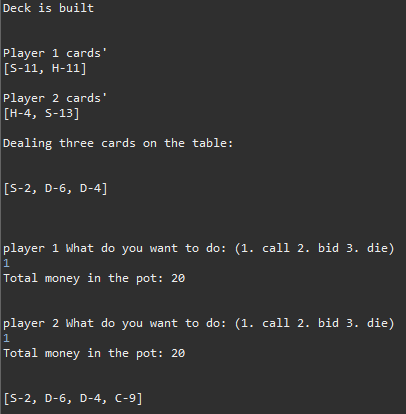 Deck is built
Player 1 cards'
[S-11, H-11]
Player 2 cards'
[H-4, S-13]
Dealing three cards on the table:
[S-2, D-6, D-4]
player 1 What do you want to do: (1. call 2. bid 3. die)
1
Total money in the pot: 20
player 2 What do you want to do: (1. call 2. bid 3. die)
1
Total money in the pot: 20
[S-2, D-6, D-4, C-9]